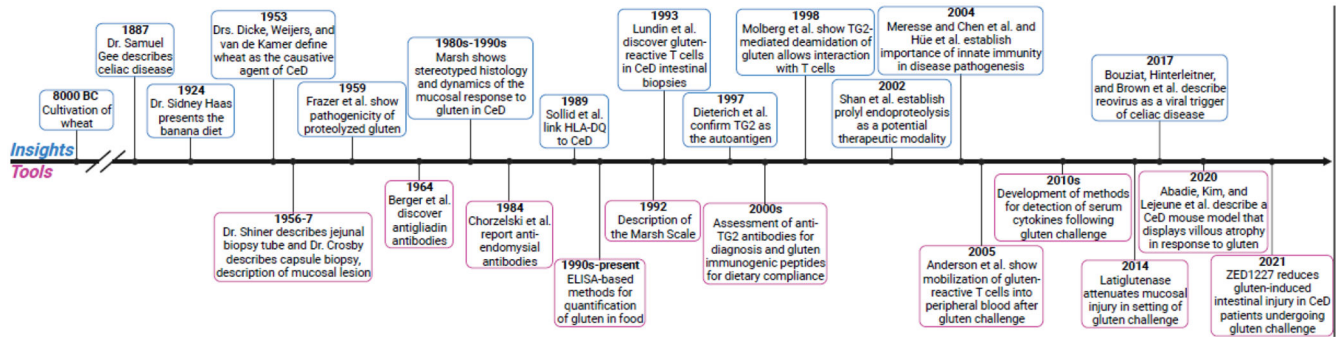 8000 BC
Cultivation of
wheat
1887
Dr. Samuel
Gee describes
celiac disease
1924
Dr. Sidney Haas
presents the
banana diet
1953
Drs. Dicke, Weijers, and
van de Kamer define
wheat as the causative
agent of CeD
1959
Frazer et al. show
pathogenicity of
proteolyzed gluten
1980s-1990s
Marsh shows
stereotyped histology
and dynamics of the
mucosal response to
gluten in CeD
1989
Sollid et al.
link HLA-DQ
to CeD
1993
Lundin et al.
discover gluten-
reactive T cells
in CeD intestinal
biopsies
1997
Dieterich et al.
confirm TG2 as
the autoantigen
1998
Molberg et al. show TG2-
mediated deamidation of
gluten allows interaction
with T cells
2002
Shan et al. establish
prolyl endoproteolysis
as a potential
therapeutic modality
2004
Meresse and Chen et al. and
Hüe et al. establish
importance of innate immunity
in disease pathogenesis
2017
Bouziat, Hinterleitner,
and Brown et al. describe
reovirus as a viral trigger
of celiac disease
Insights
Tools
1956-7
Dr. Shiner describes jejunal
biopsy tube and Dr. Crosby
describes capsule biopsy,
description of mucosal lesion
1964
Berger et al.
discover
antigliadin
antibodies
1984
Chorzelski et al.
report anti-
endomysial
antibodies
1990s-present
ELISA-based
methods for
quantification
of gluten in food
1992
Description of
the Marsh Scale
2000s
Assessment of anti-
TG2 antibodies for
diagnosis and gluten
immunogenic peptides
for dietary compliance
2005
Anderson et al. show
mobilization of gluten-
reactive T cells into
peripheral blood after
gluten challenge
2010s
Development of methods
for detection of serum
cytokines following
gluten challenge
2014
Latiglutenase
attenuates mucosal
injury in setting of
gluten challenge
2020
Abadie, Kim, and
Lejeune et al. describe a
CeD mouse model that
displays villous atrophy
in response to gluten
2021
ZED1227 reduces
gluten-induced
intestinal injury in CeD
patients undergoing
gluten challenge